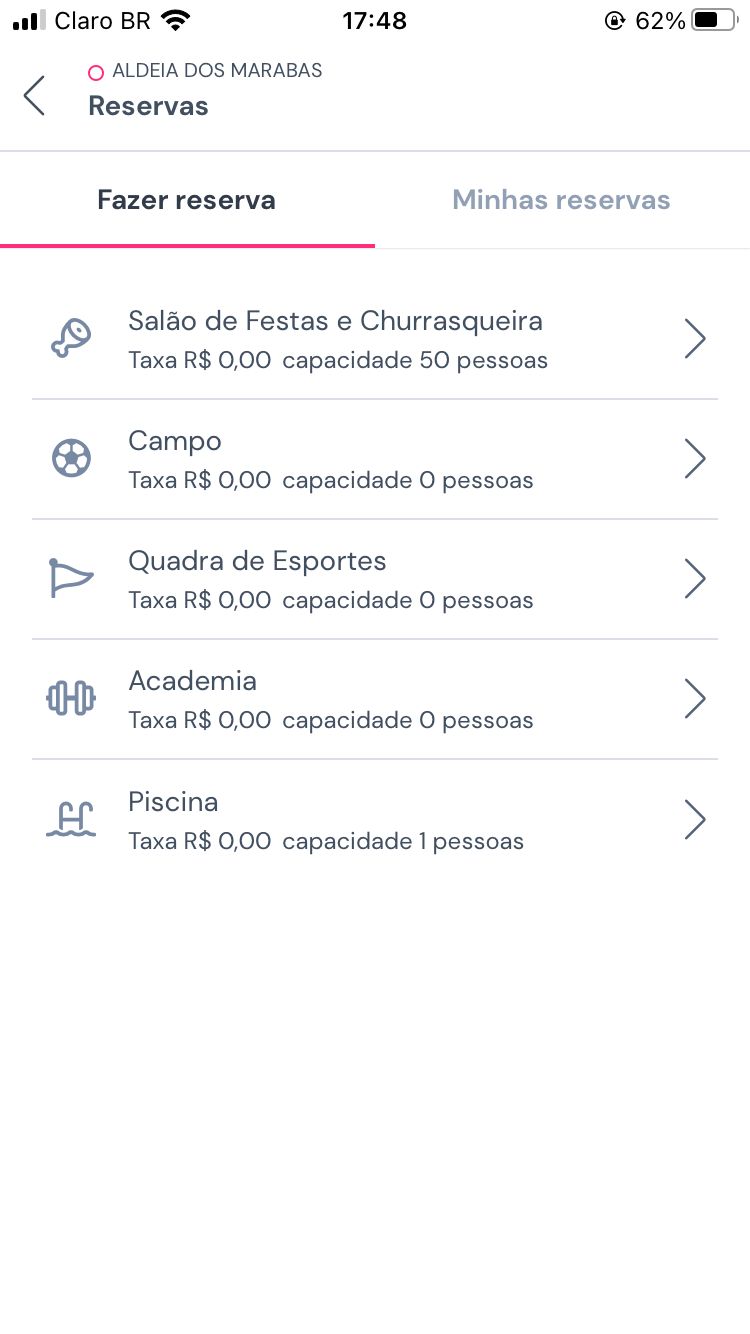 Claro BR 17:48 62%
ALDEIA DOS MARABAS
Reservas
Fazer reserva Minhas reservas
Salão de Festas e Churrasqueira
Taxa R$ 0,00 capacidade 50 pessoas
Campo
Taxa R$ 0,00 capacidade 0 pessoas
Quadra de Esportes
Taxa R$ 0,00 capacidade 0 pessoas
Academia
Taxa R$ 0,00 capacidade 0 pessoas
Piscina
Taxa R$ 0,00 capacidade 1 pessoas